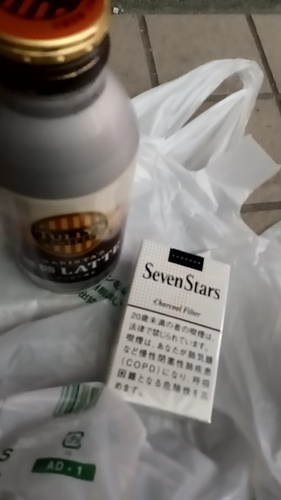 TULLY'S
LATTE
SevenStars
Charcoal Filter
20歳未満の者の喫煙は、
法律で禁じられています。
喫煙は、あなたが肺気腫
など慢性閉塞性肺疾患
(COPD)になり、呼吸
困難となる危険性を高
めます。
AD・1